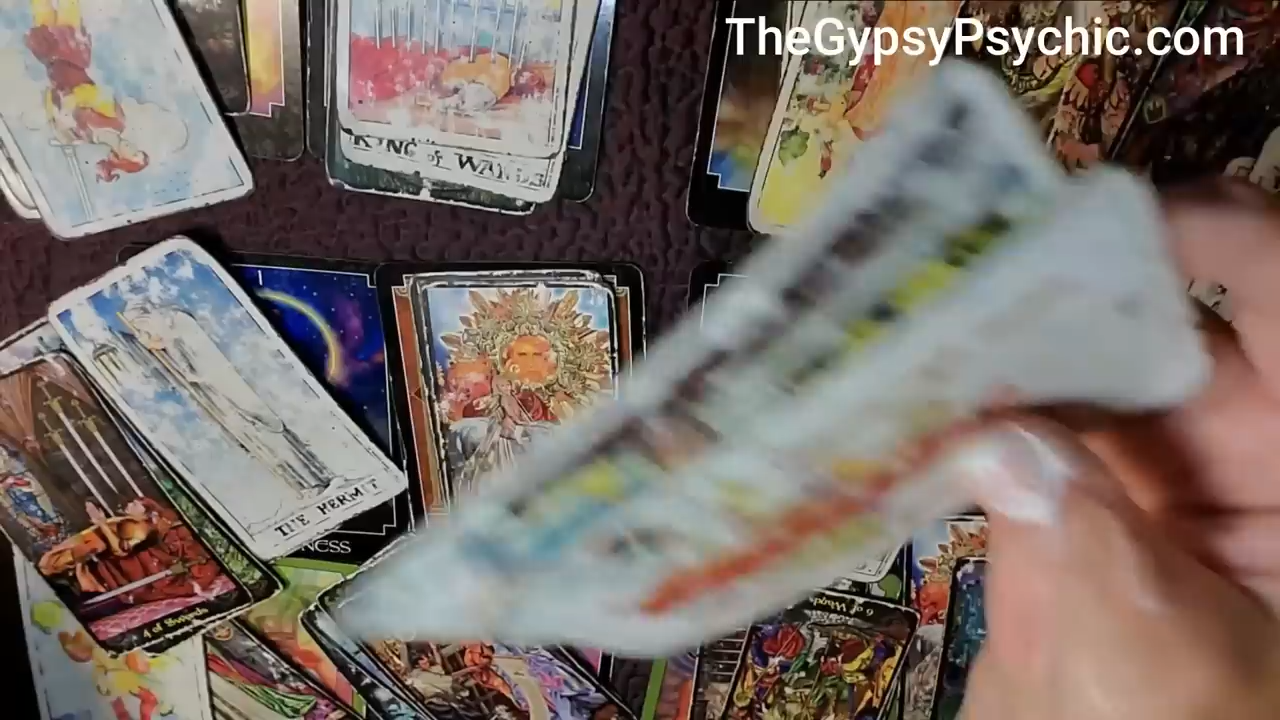 TheGypsyPsychic.com
KING of WANDS
THE HERMIT
NESS
4 of Swords
6 of Wands